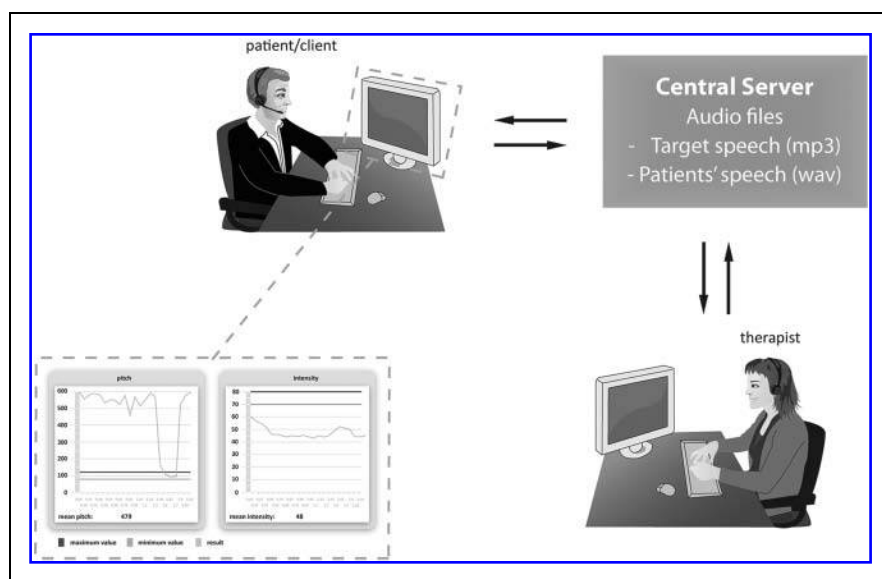 patient/client
Central Server
Audio files
- Target speech (mp3)
- Patients' speech (wav)
therapist
pitch
600
500
400
300
200
100
0
mean pitch: 479
intensity
80
70
60
50
40
30
20
10
0
mean intensity: 48
maximum value minimum value result